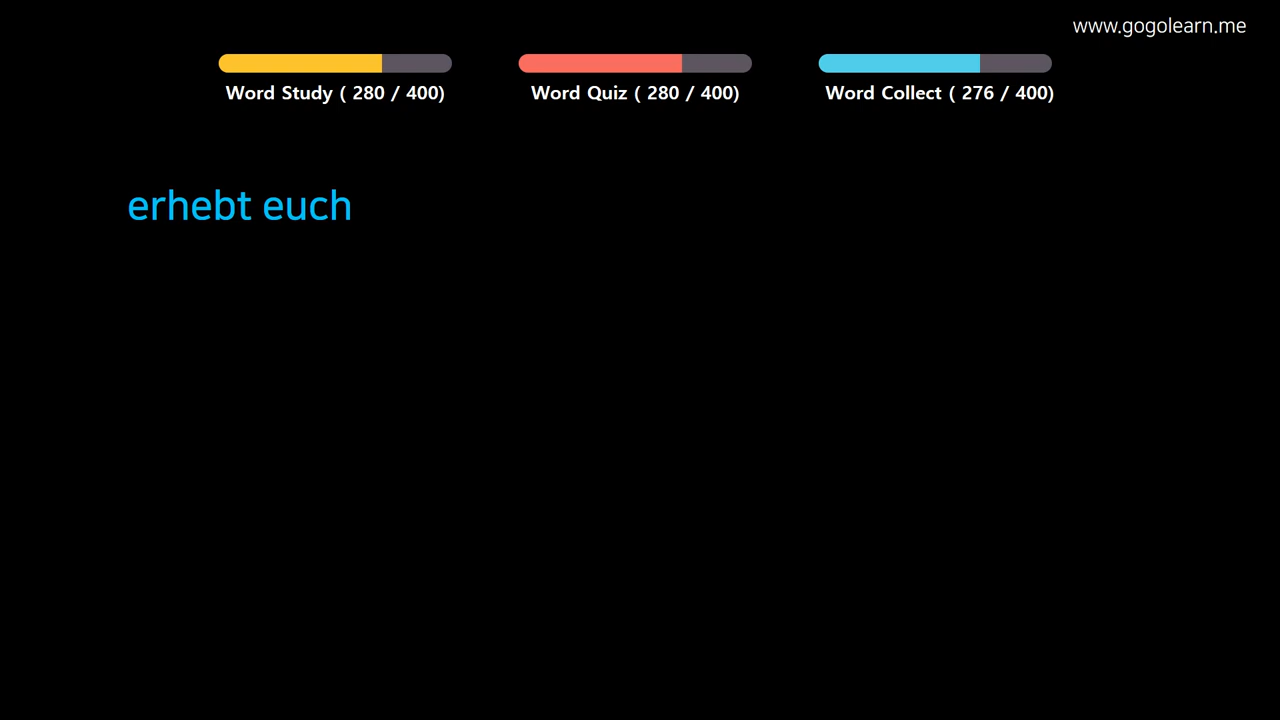 www.gogolearn.me
Word Study ( 280 / 400)
Word Quiz ( 280 / 400)
Word Collect ( 276 / 400)
erhebt euch